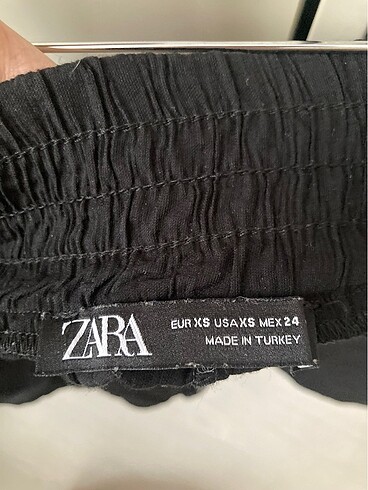 ZARA
EUR XS USA XS MEX 24
MADE IN TURKEY